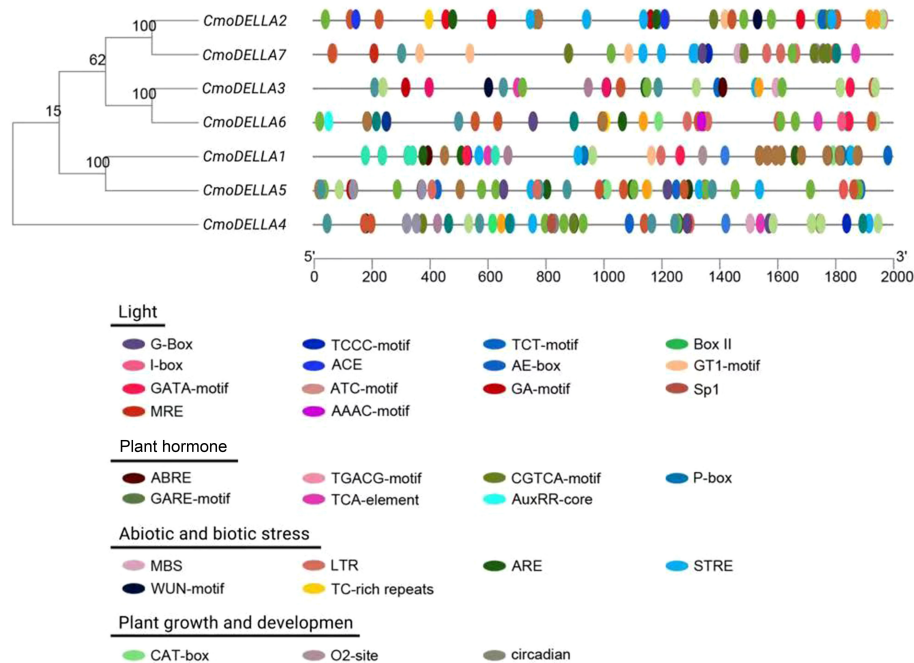 100 CmoDELLA2
62 CmoDELLA7
100 CmoDELLA3
15 CmoDELLA6
100 CmoDELLA1
CmoDELLA5
CmoDELLA4
5' 3'
0 200 400 600 800 1000 1200 1400 1600 1800 2000
Light
G-Box TCCC-motif TCT-motif Box II
I-box ACE AE-box GT1-motif
GATA-motif ATC-motif GA-motif Sp1
MRE AAAC-motif
Plant hormone
ABRE TGACG-motif CGTCA-motif P-box
GARE-motif TCA-element AuxRR-core
Abiotic and biotic stress
MBS LTR ARE STRE
WUN-motif TC-rich repeats
Plant growth and developmen
CAT-box O2-site circadian